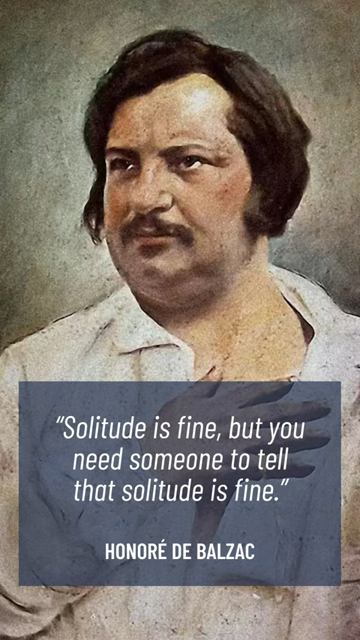 “Solitude is fine, but you
need someone to tell
that solitude is fine.”
HONORÉ DE BALZAC